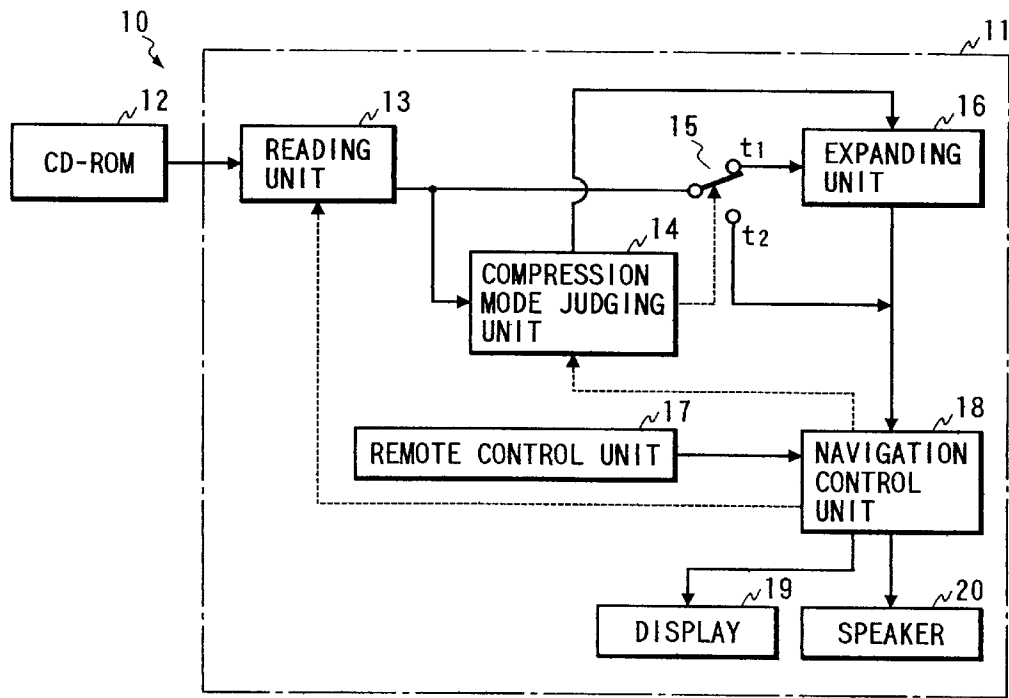 10
11
12
CD-ROM
13
READING
UNIT
15
t1
t2
16
EXPANDING
UNIT
14
COMPRESSION
MODE JUDGING
UNIT
17
REMOTE CONTROL UNIT
18
NAVIGATION
CONTROL
UNIT
19
DISPLAY
20
SPEAKER